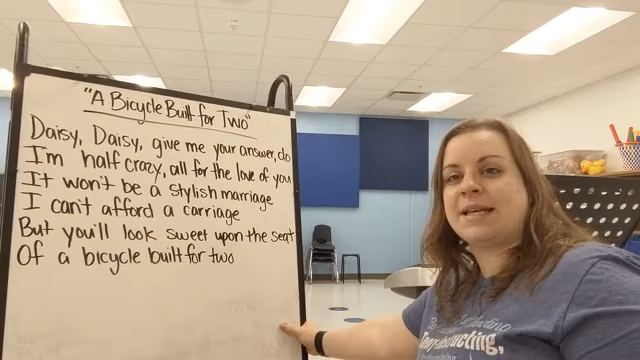 "A Bicycle Built for Two"
Daisy, Daisy, give me your answer, do
I'm half crazy, all for the love of you
It won't be a stylish marriage
I can't afford a carriage
But you'll look sweet upon the seat
Of a bicycle built for two